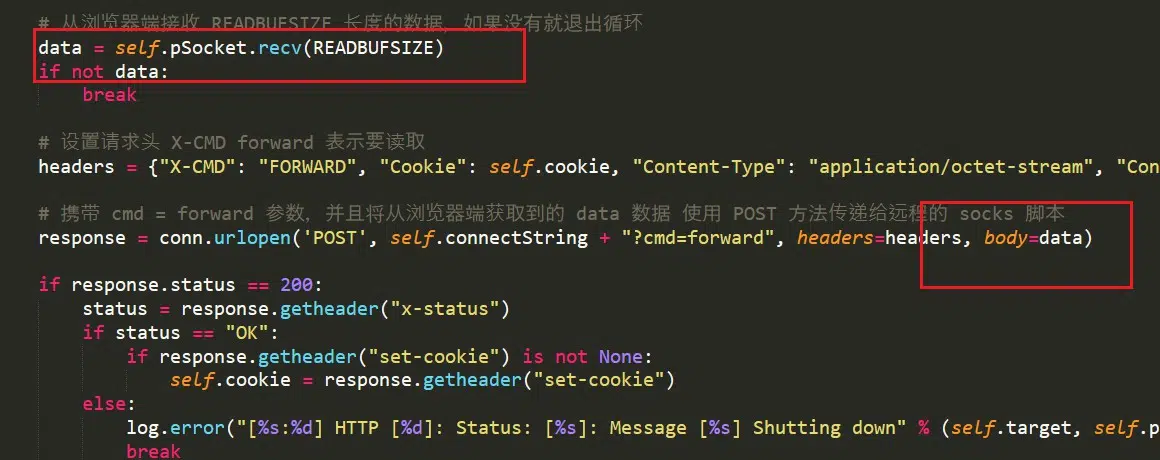 # 从浏览器端接收 READBUFSIZE 长度的数据, 如果没有就退出循环
data = self.pSocket.recv(READBUFSIZE)
if not data:
break
# 设置请求头 X-CMD forward 表示要读取
headers = {"X-CMD": "FORWARD", "Cookie": self.cookie, "Content-Type": "application/octet-stream", "Con
# 携带 cmd = forward 参数, 并且将从浏览器端获取到的 data 数据 使用 POST 方法传递给远程的 socks 脚本
response = conn.urlopen('POST', self.connectString + "?cmd=forward", headers=headers, body=data)
if response.status == 200:
status = response.getheader("x-status")
if status == "OK":
if response.getheader("set-cookie") is not None:
self.cookie = response.getheader("set-cookie")
else:
log.error("[%s:%d] HTTP [%d]: Status: [%s]: Message [%s] Shutting down" % (self.target, self.p
break